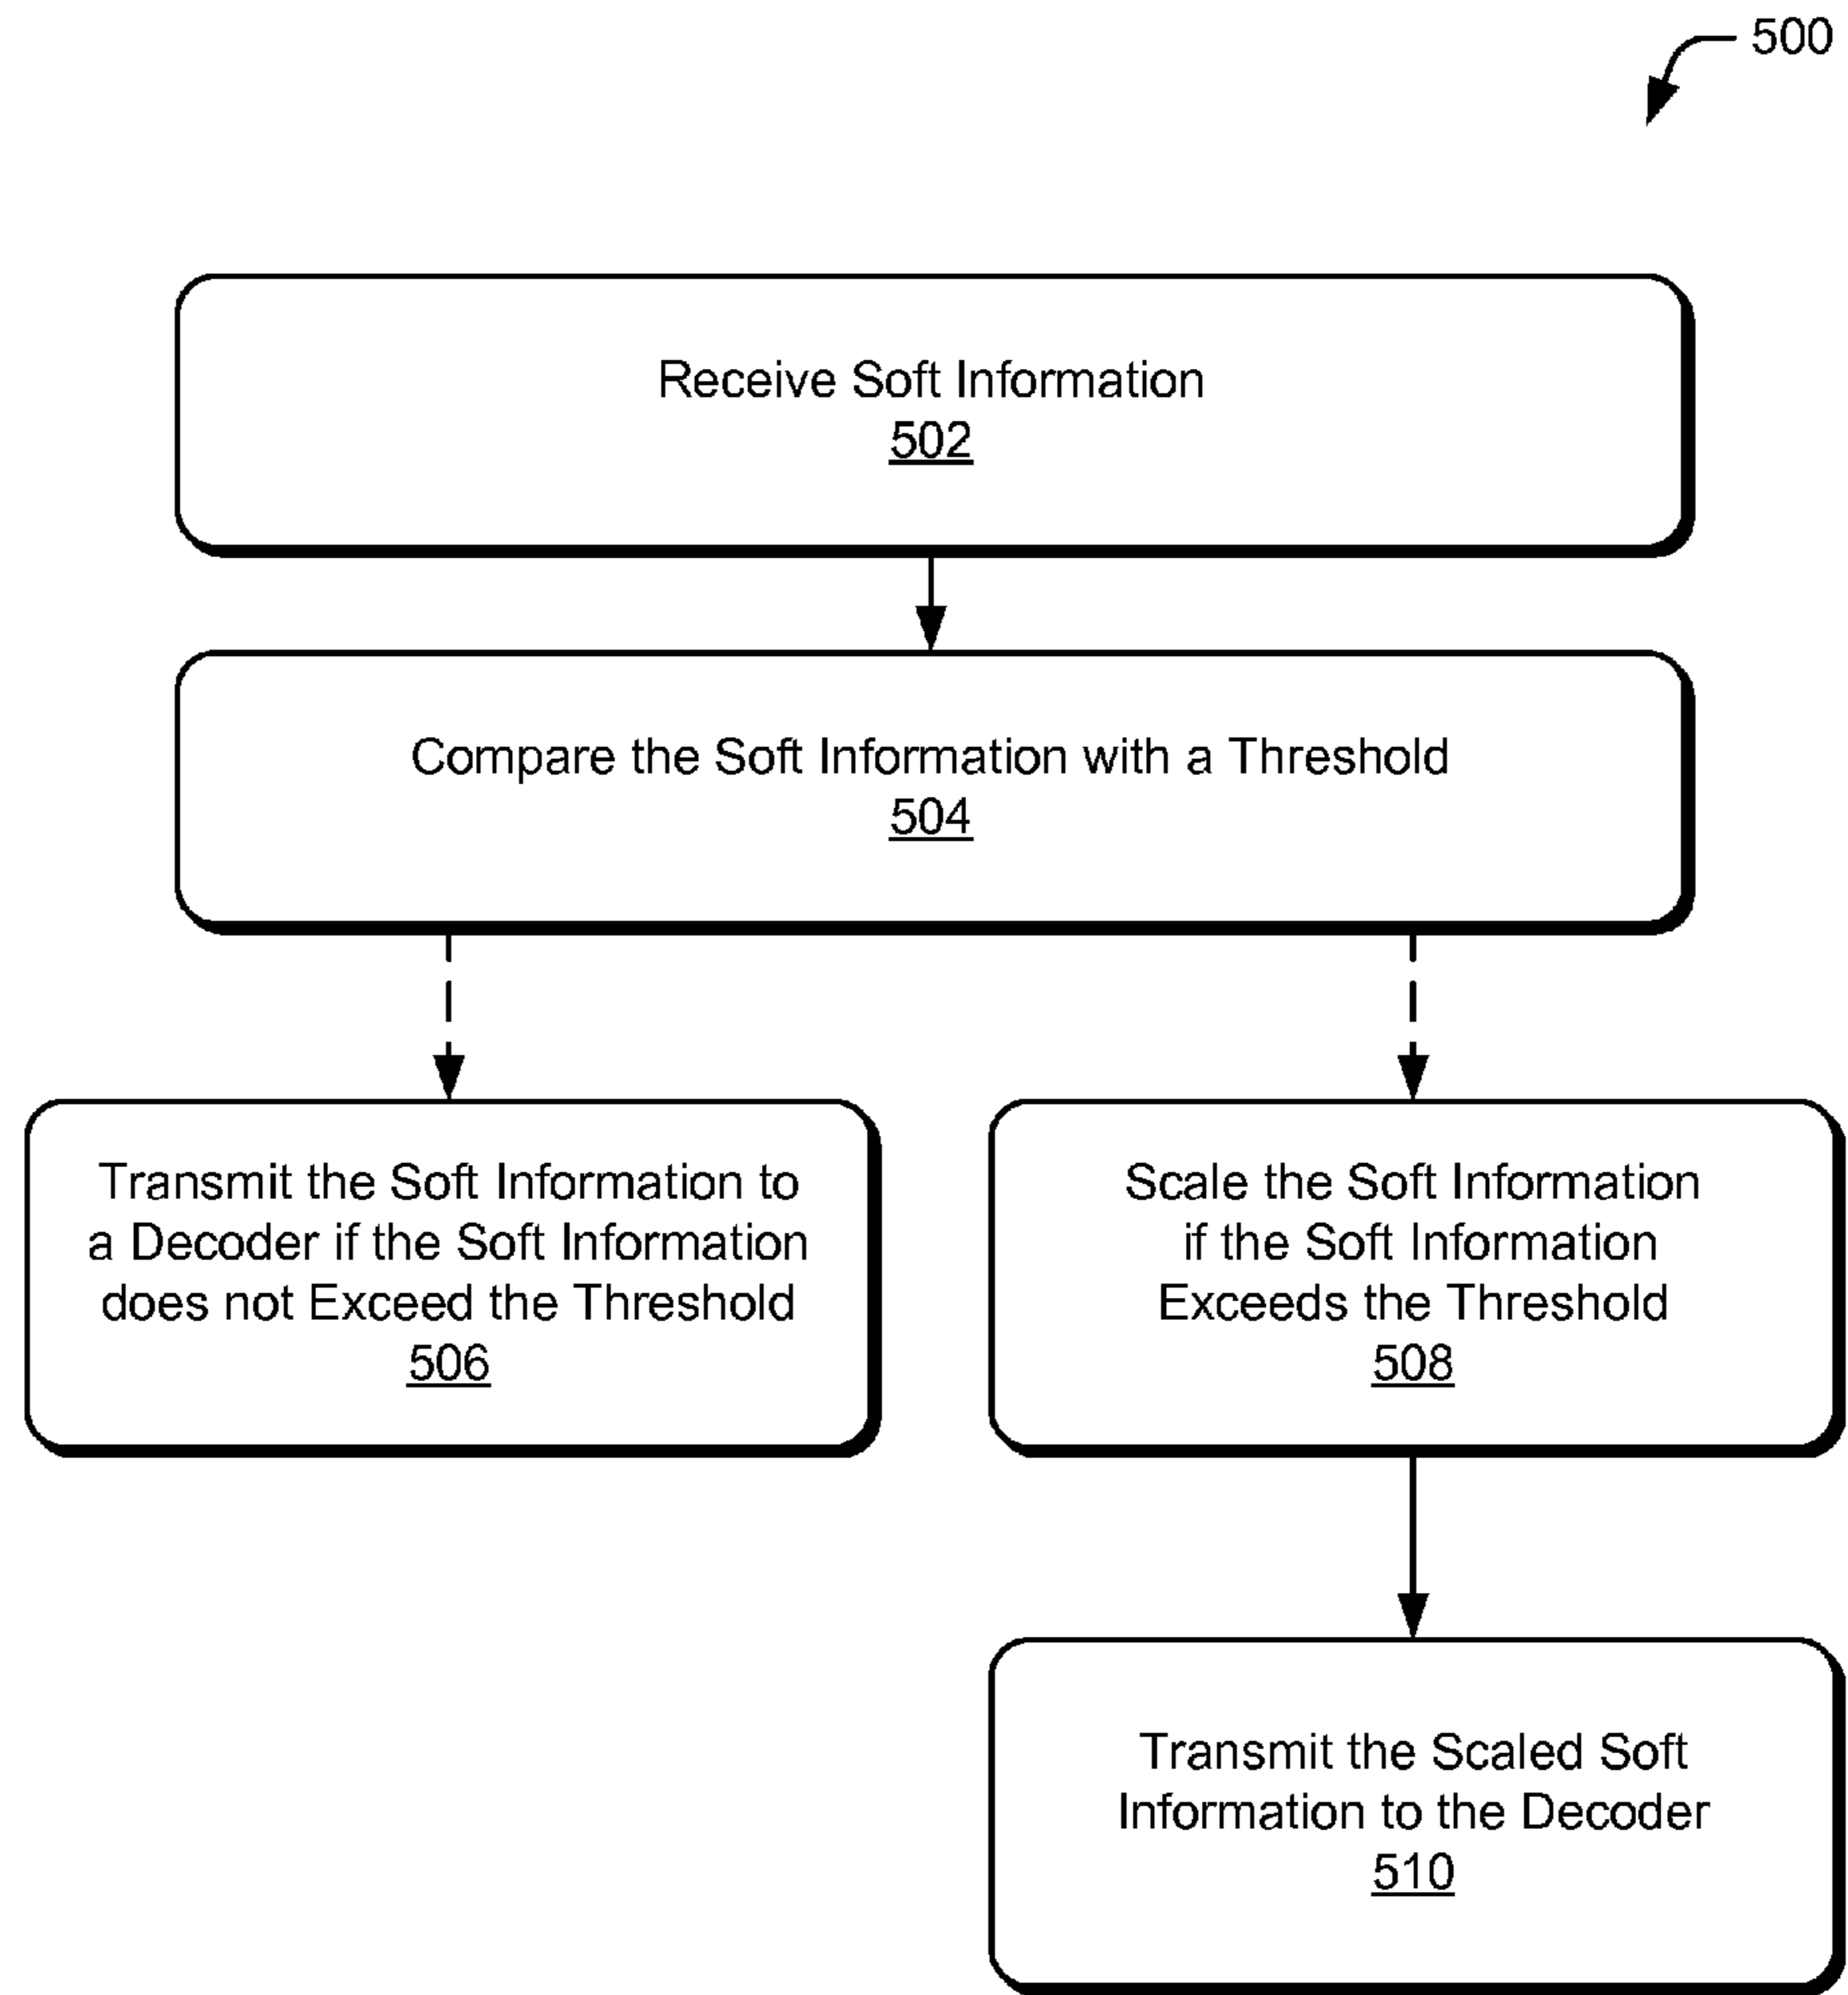 500
Receive Soft Information
502
Compare the Soft Information with a Threshold
504
Transmit the Soft Information to
a Decoder if the Soft Information
does not Exceed the Threshold
506
Scale the Soft Information
if the Soft Information
Exceeds the Threshold
508
Transmit the Scaled Soft
Information to the Decoder
510